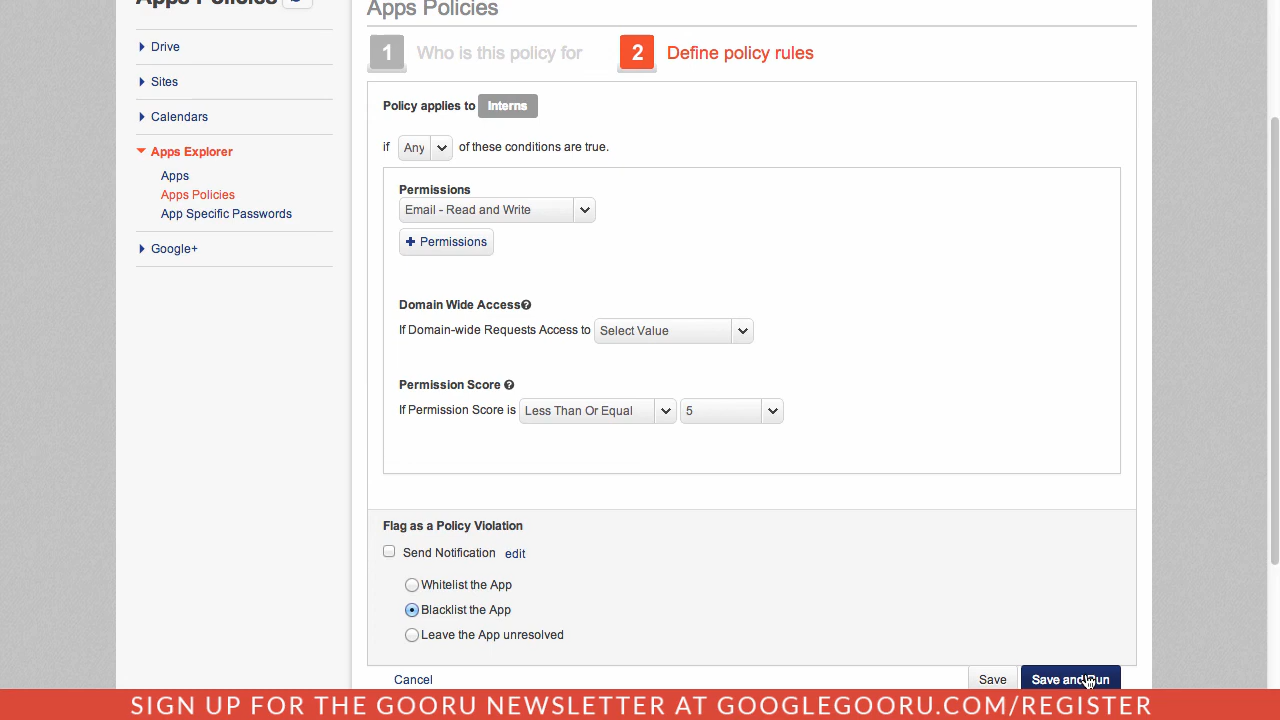 Apps Policies
Drive
Sites
Calendars
Apps Explorer
Apps
Apps Policies
App Specific Passwords
Google+
Apps Policies
1 Who is this policy for 2 Define policy rules
Policy applies to Interns
if Any of these conditions are true.
Permissions
Email - Read and Write
+ Permissions
Domain Wide Access?
If Domain-wide Requests Access to Select Value
Permission Score ?
If Permission Score is Less Than Or Equal 5
Flag as a Policy Violation
Send Notification edit
Whitelist the App
Blacklist the App
Leave the App unresolved
Cancel Save Save and Run
SIGN UP FOR THE GOORU NEWSLETTER AT GOOGLEGOORU.COM/REGISTER